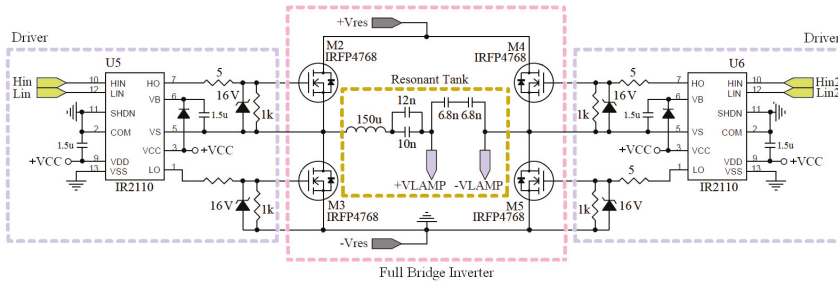 Driver
+Vres
Driver
U5
M2
IRFP4768
M4
IRFP4768
U6
Hin
Lin
10
12
HIN
LIN
HO
7
5
VB
6
16V
1k
1.5u
SHDN
11
COM
2
VS
5
1.5u
VCC
3
+VCC
+VCC
9
13
VDD
VSS
LO
1
IR2110
5
16V
1k
Resonant Tank
12n
150u
10n
6.8n
6.8n
+VLAMP
-VLAMP
M3
IRFP4768
M5
IRFP4768
-Vres
5
7
HO
HIN
LIN
10
12
Hin2
Lin2
16V
1k
1.5u
6
VB
SHDN
11
5
VS
COM
2
1.5u
3
VCC
+VCC
+VCC
VDD
VSS
9
13
5
1
LO
IR2110
1k
16V
Full Bridge Inverter